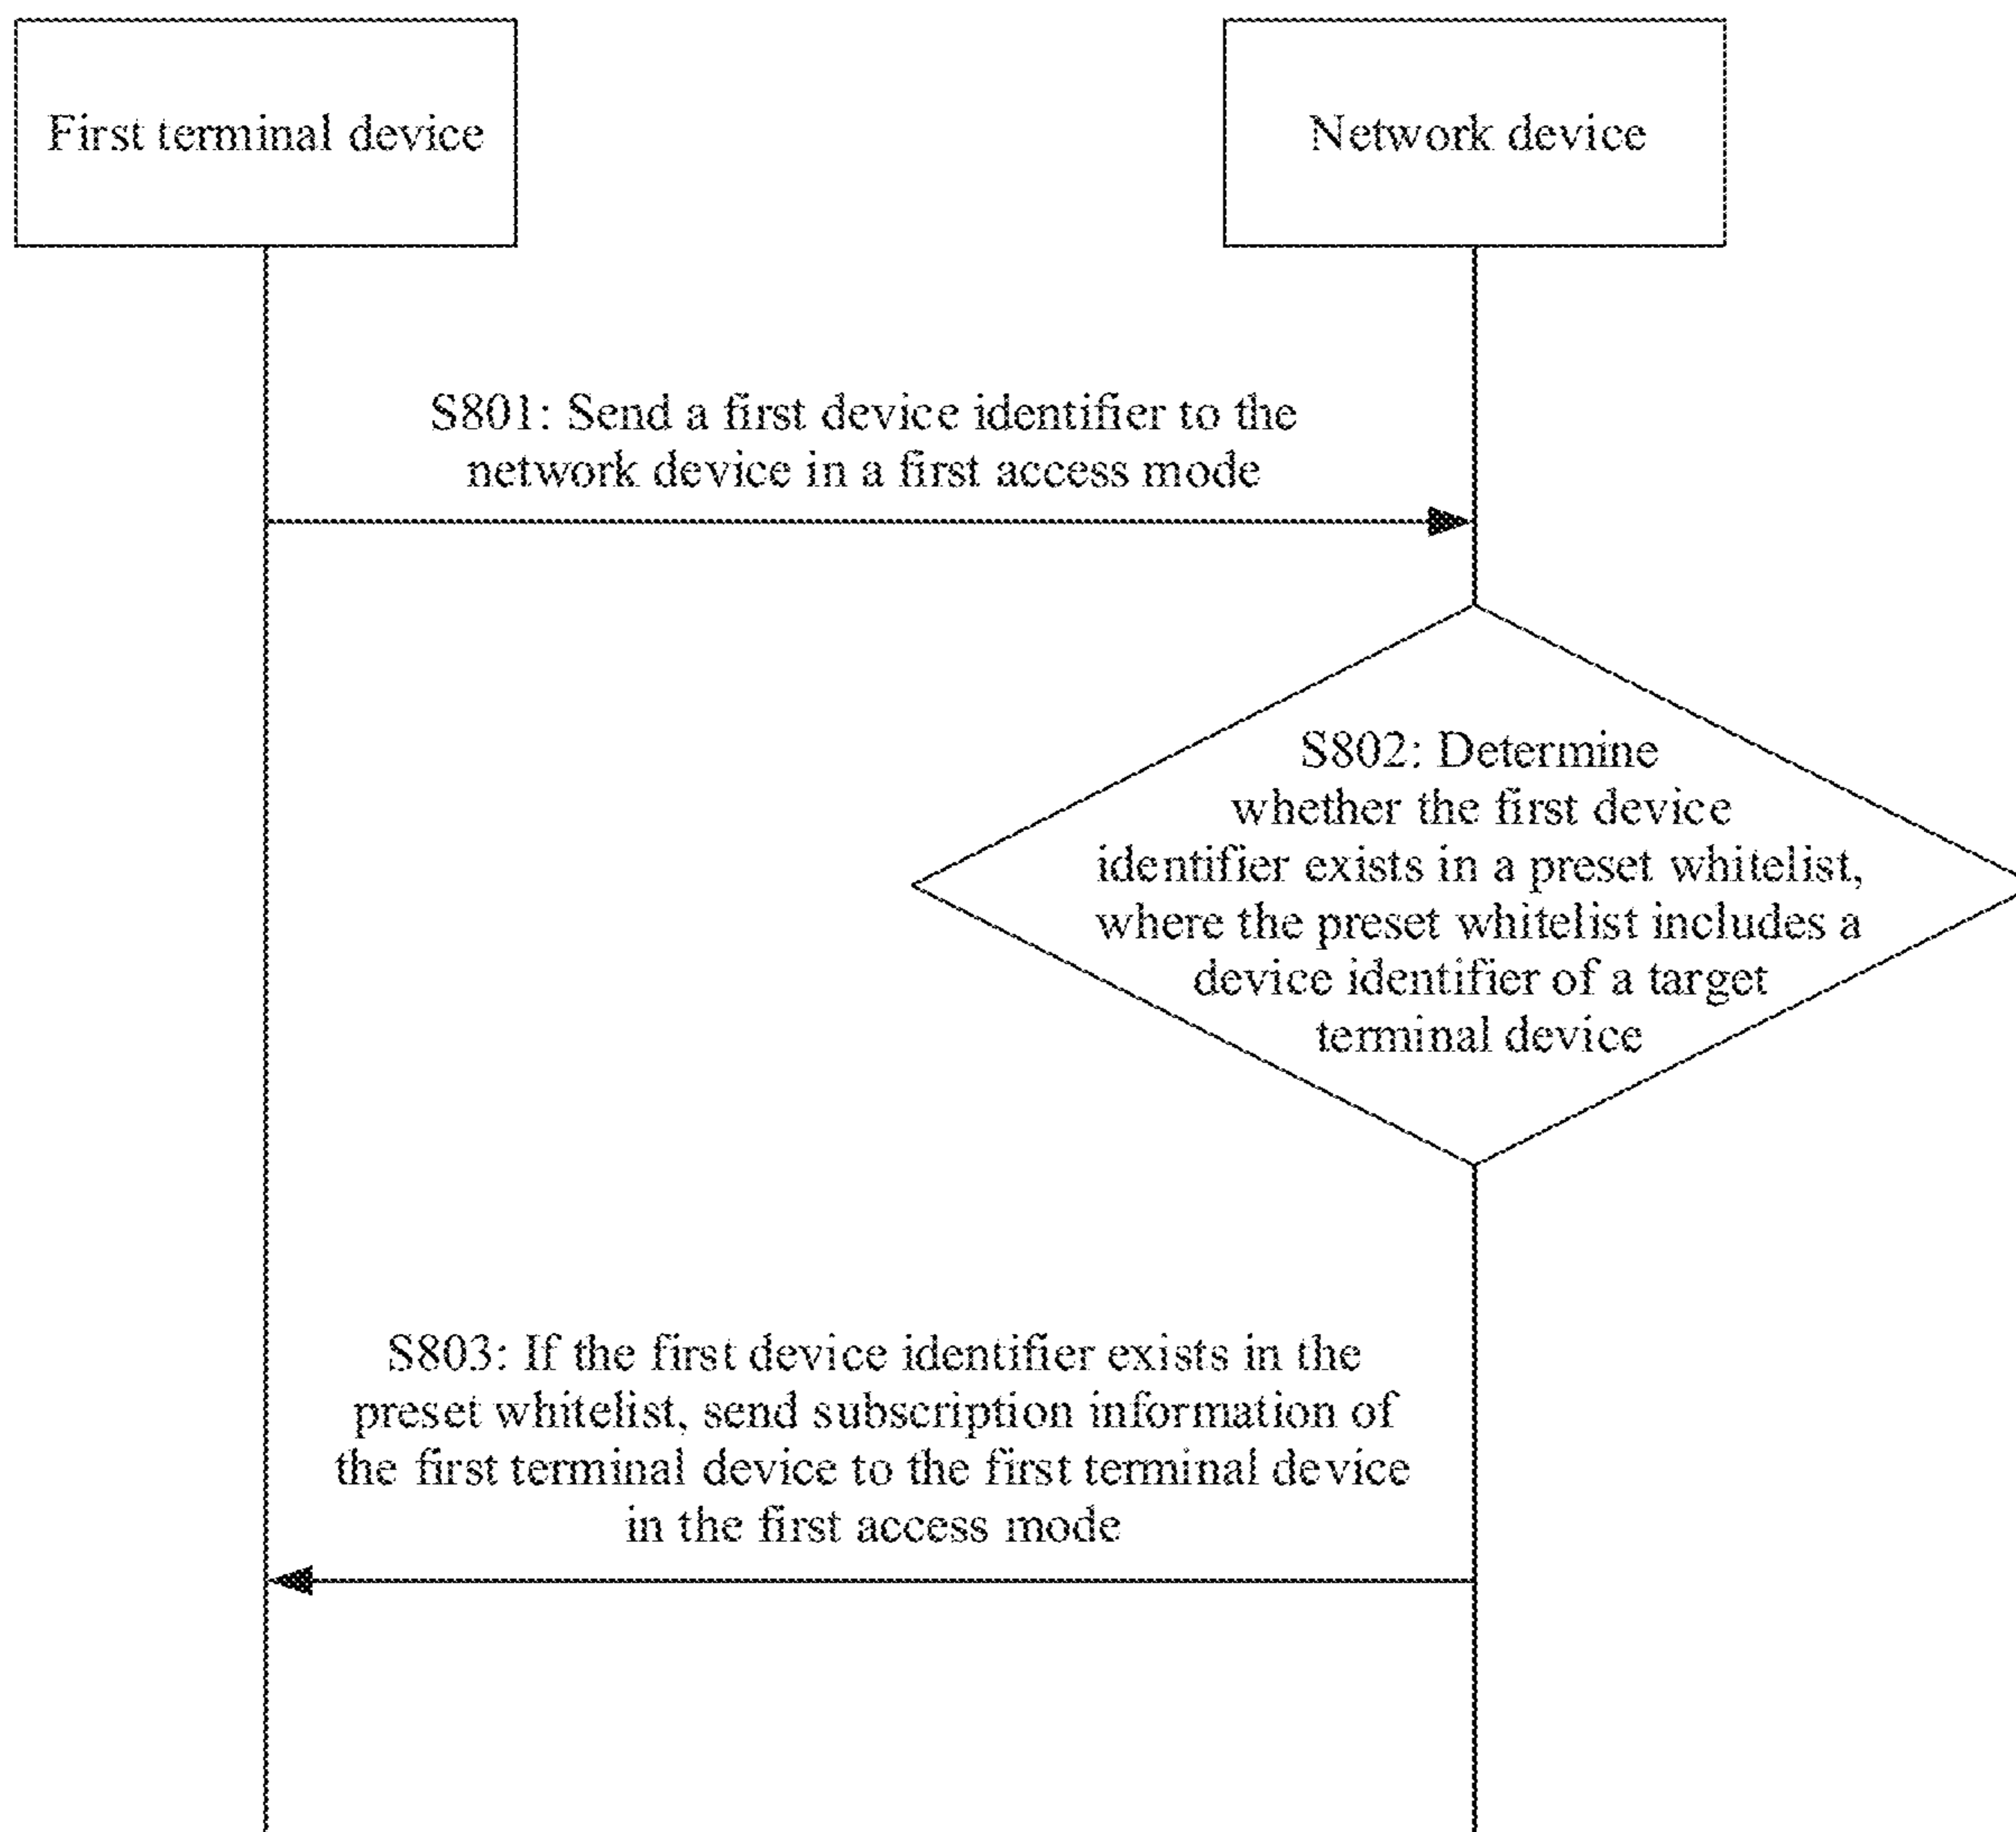 First terminal device
Network device
S801: Send a first device identifier to the
network device in a first access mode
S802: Determine
whether the first device
identifier exists in a preset whitelist,
where the preset whitelist includes a
device identifier of a target
terminal device
S803: If the first device identifier exists in the
preset whitelist, send subscription information of
the first terminal device to the first terminal device
in the first access mode